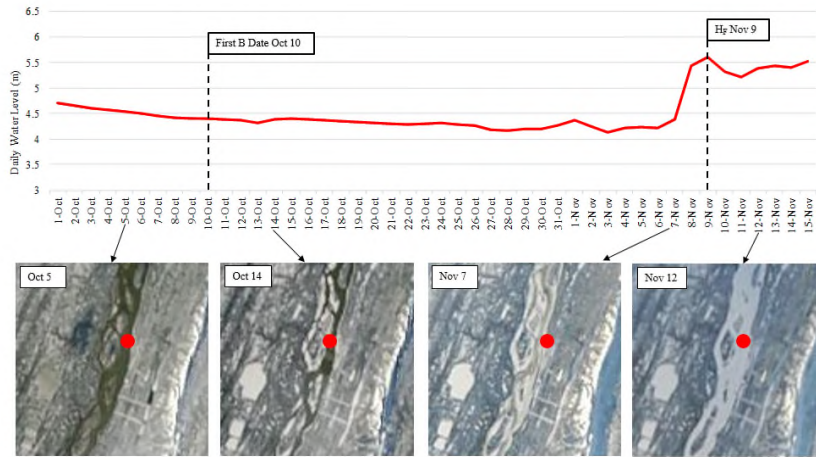 6.5
6
5.5
5
4.5
4
3.5
3
Daily Water Level (m)
First B Date Oct 10
H_F Nov 9
1-Oct
2-Oct
3-Oct
4-Oct
5-Oct
6-Oct
7-Oct
8-Oct
9-Oct
10-Oct
11-Oct
12-Oct
13-Oct
14-Oct
15-Oct
16-Oct
17-Oct
18-Oct
19-Oct
20-Oct
21-Oct
22-Oct
23-Oct
24-Oct
25-Oct
26-Oct
27-Oct
28-Oct
29-Oct
30-Oct
31-Oct
1-Nov
2-Nov
3-Nov
4-Nov
5-Nov
6-Nov
7-Nov
8-Nov
9-Nov
10-Nov
11-Nov
12-Nov
13-Nov
14-Nov
15-Nov
Oct 5
Oct 14
Nov 7
Nov 12